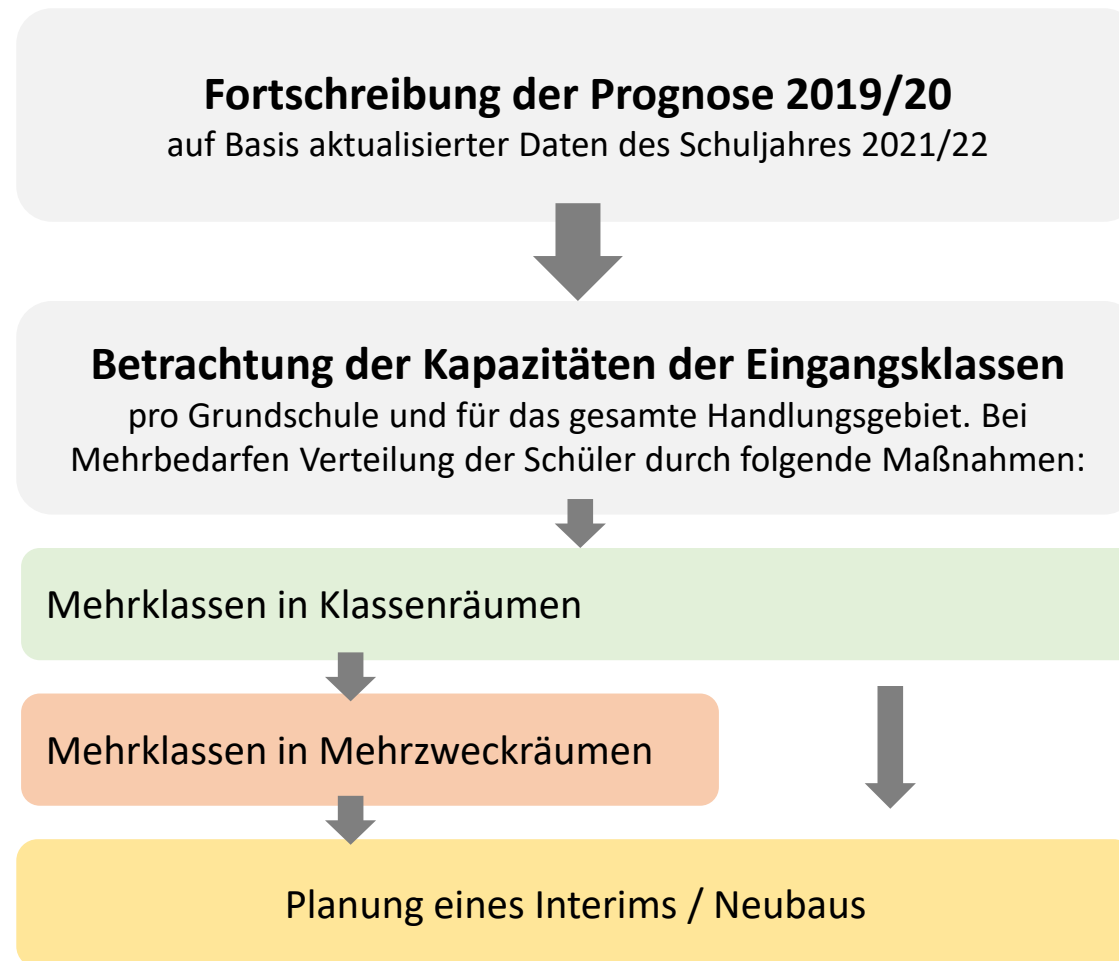 Fortschreibung der Prognose 2019/20
auf Basis aktualisierter Daten des Schuljahres 2021/22
Betrachtung der Kapazitäten der Eingangsklassen
pro Grundschule und für das gesamte Handlungsgebiet. Bei
Mehrbedarfen Verteilung der Schüler durch folgende Maßnahmen:
Mehrklassen in Klassenräumen
Mehrklassen in Mehrzweckräumen
Planung eines Interims / Neubaus